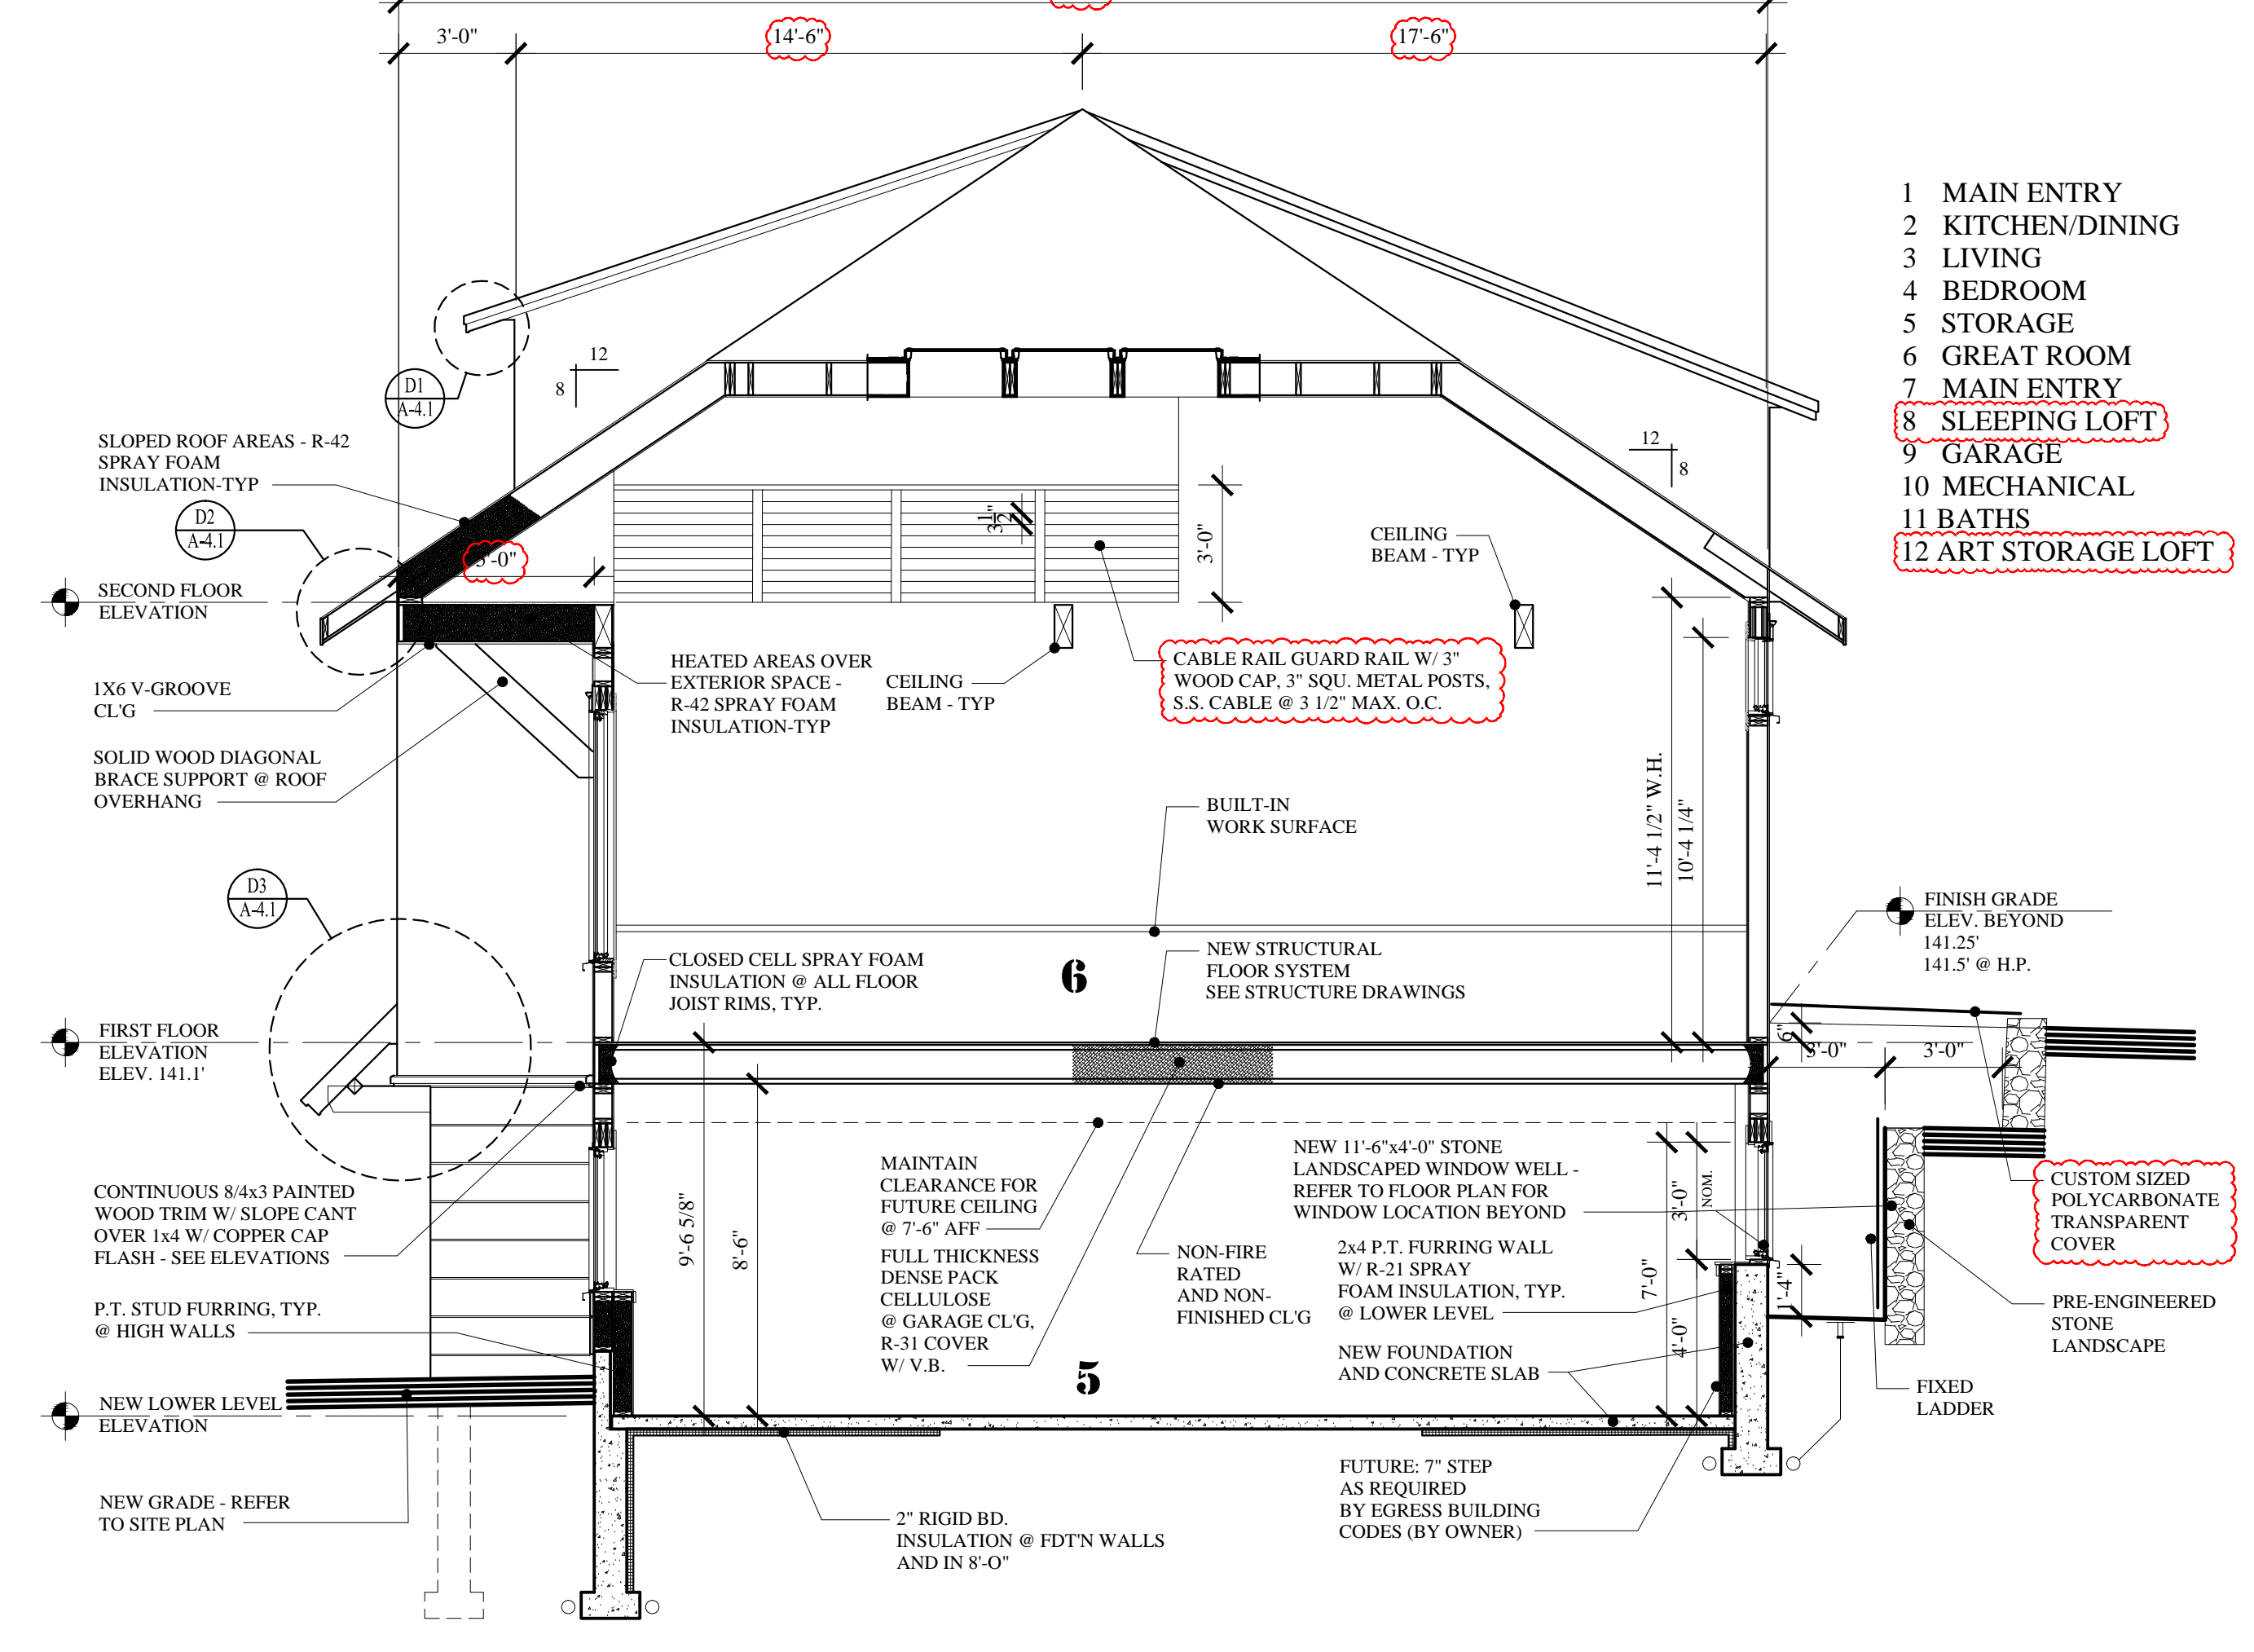 3'-0"
14'-6"
17'-6"
1 MAIN ENTRY
2 KITCHEN/DINING
3 LIVING
4 BEDROOM
5 STORAGE
6 GREAT ROOM
7 MAIN ENTRY
8 SLEEPING LOFT
9 GARAGE
10 MECHANICAL
11 BATHS
12 ART STORAGE LOFT
12
8
12
8
D1
A-4.1
SLOPED ROOF AREAS - R-42
SPRAY FOAM
INSULATION-TYP
D2
A-4.1
'-0"
3 1/2"
3'-0"
CEILING
BEAM - TYP
SECOND FLOOR
ELEVATION
1X6 V-GROOVE
CL'G
HEATED AREAS OVER
EXTERIOR SPACE -
R-42 SPRAY FOAM
INSULATION-TYP
CEILING
BEAM - TYP
CABLE RAIL GUARD RAIL W/ 3"
WOOD CAP, 3" SQU. METAL POSTS,
S.S. CABLE @ 3 1/2" MAX. O.C.
SOLID WOOD DIAGONAL
BRACE SUPPORT @ ROOF
OVERHANG
BUILT-IN
WORK SURFACE
11'-4 1/2" W.H.
10'-4 1/4"
D3
A-4.1
FINISH GRADE
ELEV. BEYOND
141.25'
141.5' @ H.P.
CLOSED CELL SPRAY FOAM
INSULATION @ ALL FLOOR
JOIST RIMS, TYP.
6
NEW STRUCTURAL
FLOOR SYSTEM
SEE STRUCTURE DRAWINGS
FIRST FLOOR
ELEVATION
ELEV. 141.1'
6"
3'-0"
3'-0"
CONTINUOUS 8/4x3 PAINTED
WOOD TRIM W/ SLOPE CANT
OVER 1x4 W/ COPPER CAP
FLASH - SEE ELEVATIONS
9'-6 5/8"
8'-6"
MAINTAIN
CLEARANCE FOR
FUTURE CEILING
@ 7'-6" AFF
FULL THICKNESS
DENSE PACK
CELLULOSE
@ GARAGE CL'G,
R-31 COVER
W/ V.B.
NON-FIRE
RATED
AND NON-
FINISHED CL'G
NEW 11'-6"x4'-0" STONE
LANDSCAPED WINDOW WELL -
REFER TO FLOOR PLAN FOR
WINDOW LOCATION BEYOND
2x4 P.T. FURRING WALL
W/ R-21 SPRAY
FOAM INSULATION, TYP.
@ LOWER LEVEL
NEW FOUNDATION
AND CONCRETE SLAB
7'-0"
3'-0"
NOM.
4'-0"
1'-4"
CUSTOM SIZED
POLYCARBONATE
TRANSPARENT
COVER
PRE-ENGINEERED
STONE
LANDSCAPE
FIXED
LADDER
P.T. STUD FURRING, TYP.
@ HIGH WALLS
5
NEW LOWER LEVEL
ELEVATION
NEW GRADE - REFER
TO SITE PLAN
2" RIGID BD.
INSULATION @ FDT'N WALLS
AND IN 8'-O"
FUTURE: 7" STEP
AS REQUIRED
BY EGRESS BUILDING
CODES (BY OWNER)